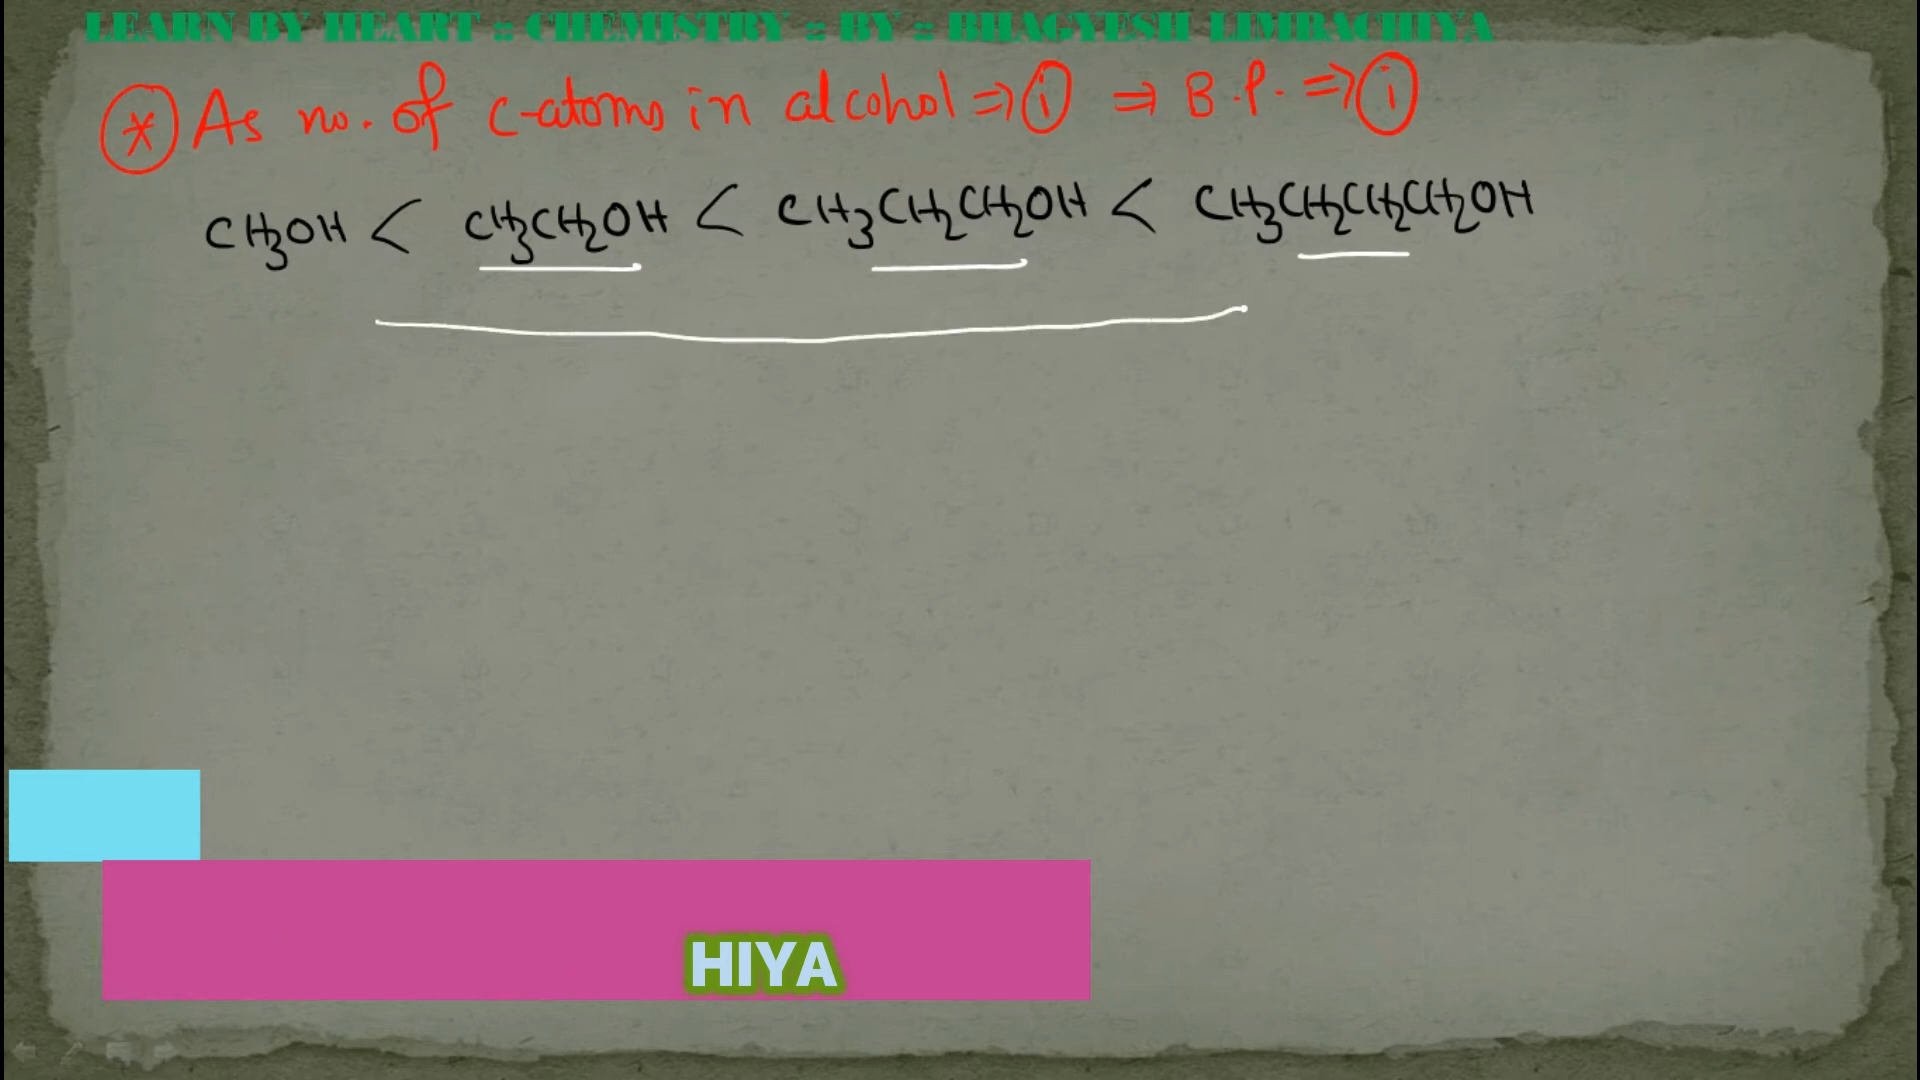 LEARN BY HEART :: CHEMISTRY :: BY :: BHAGYESH LIMBACHIYA
* As no. of c-atoms in alcohol ⇒ i ⇒ B.P. ⇒ i
CH3OH < CH3CH2OH < CH3CH2CH2OH < CH3CH2CH2CH2OH
HIYA